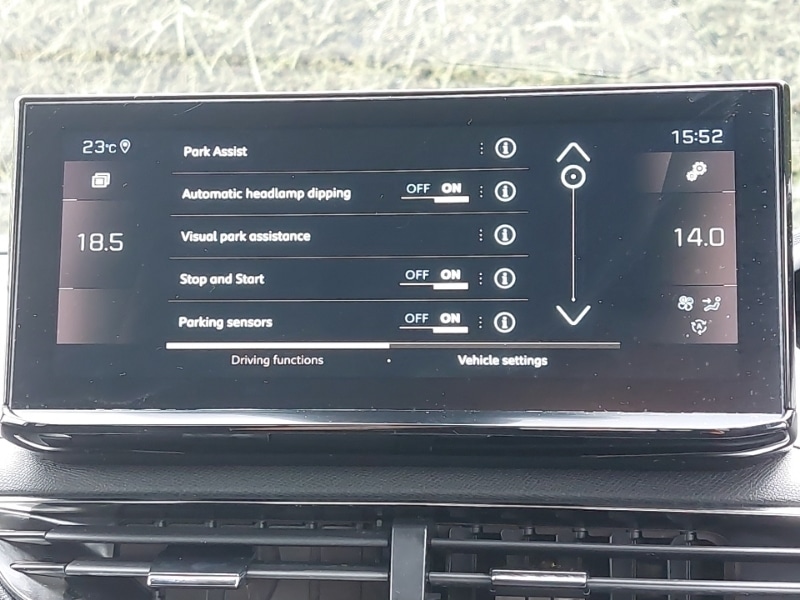 23°C
15:52
Park Assist
Automatic headlamp dipping OFF ON
18.5
Visual park assistance
14.0
Stop and Start OFF ON
Parking sensors OFF ON
Driving functions
Vehicle settings